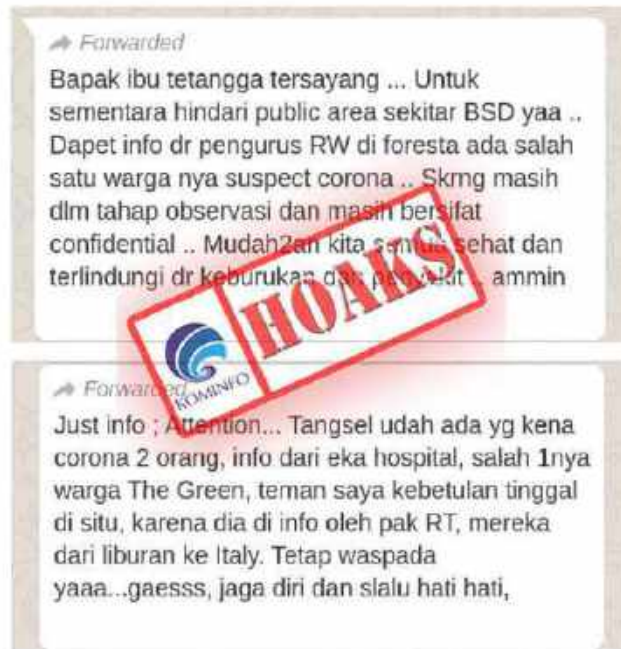 Forwarded
Bapak ibu tetangga tersayang ... Untuk
sementara hindari public area sekitar BSD yaa ..
Dapet info dr pengurus RW di foresta ada salah
satu warga nya suspect corona .. Skrng masih
dlm tahap observasi dan masih bersifat
confidential .. Mudah2an kita semua sehat dan
terlindungi dr keburukan dan penyakit .. ammin
HOAKS
KOMINFO
Forwarded
Just info ; Attention... Tangsel udah ada yg kena
corona 2 orang, info dari eka hospital, salah 1nya
warga The Green, teman saya kebetulan tinggal
di situ, karena dia di info oleh pak RT, mereka
dari liburan ke Italy. Tetap waspada
yaaa...gaesss, jaga diri dan slalu hati hati,